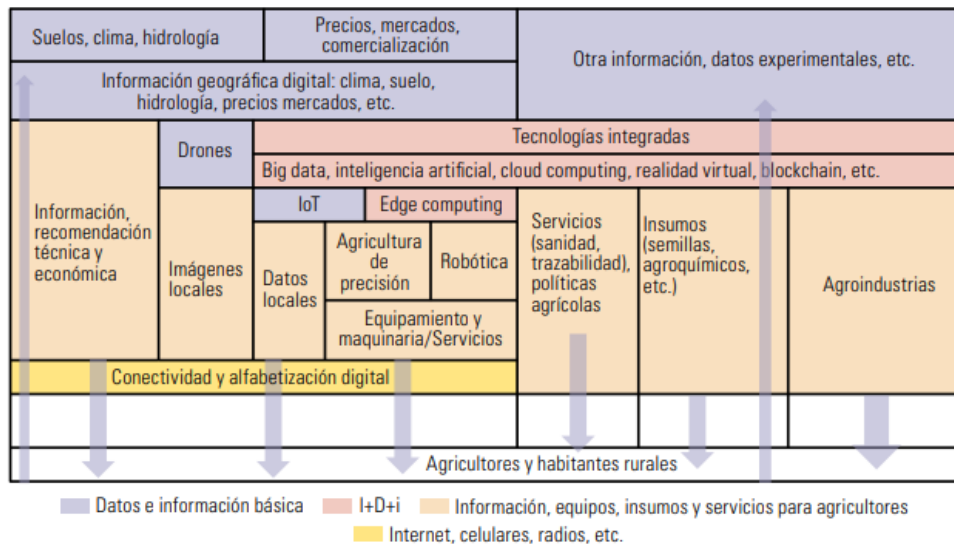 Suelos, clima, hidrología
Precios, mercados,
comercialización
Otra información, datos experimentales, etc.
Información geográfica digital: clima, suelo,
hidrología, precios mercados, etc.
Drones
Tecnologías integradas
Big data, inteligencia artificial, cloud computing, realidad virtual, blockchain, etc.
Información,
recomendación
técnica y
económica
Imágenes
locales
IoT
Edge computing
Datos
locales
Agricultura
de
precisión
Robótica
Equipamiento y
maquinaria/Servicios
Servicios
(sanidad,
trazabilidad),
políticas
agrícolas
Insumos
(semillas,
agroquímicos,
etc.)
Agroindustrias
Conectividad y alfabetización digital
Agricultores y habitantes rurales
Datos e información básica
I+D+i
Información, equipos, insumos y servicios para agricultores
Internet, celulares, radios, etc.